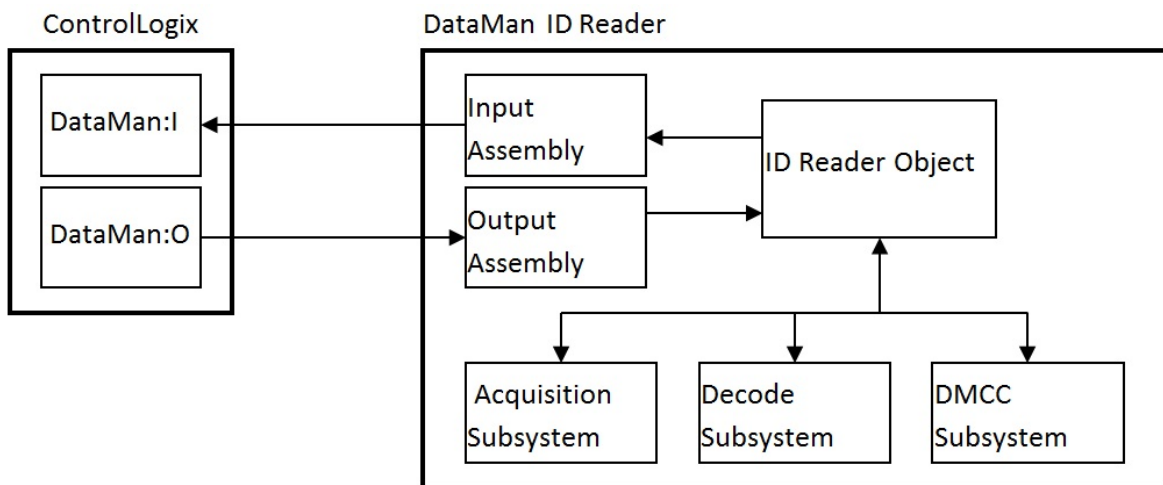 ControlLogix
DataMan ID Reader
DataMan:I
DataMan:O
Input
Assembly
Output
Assembly
ID Reader Object
Acquisition
Subsystem
Decode
Subsystem
DMCC
Subsystem